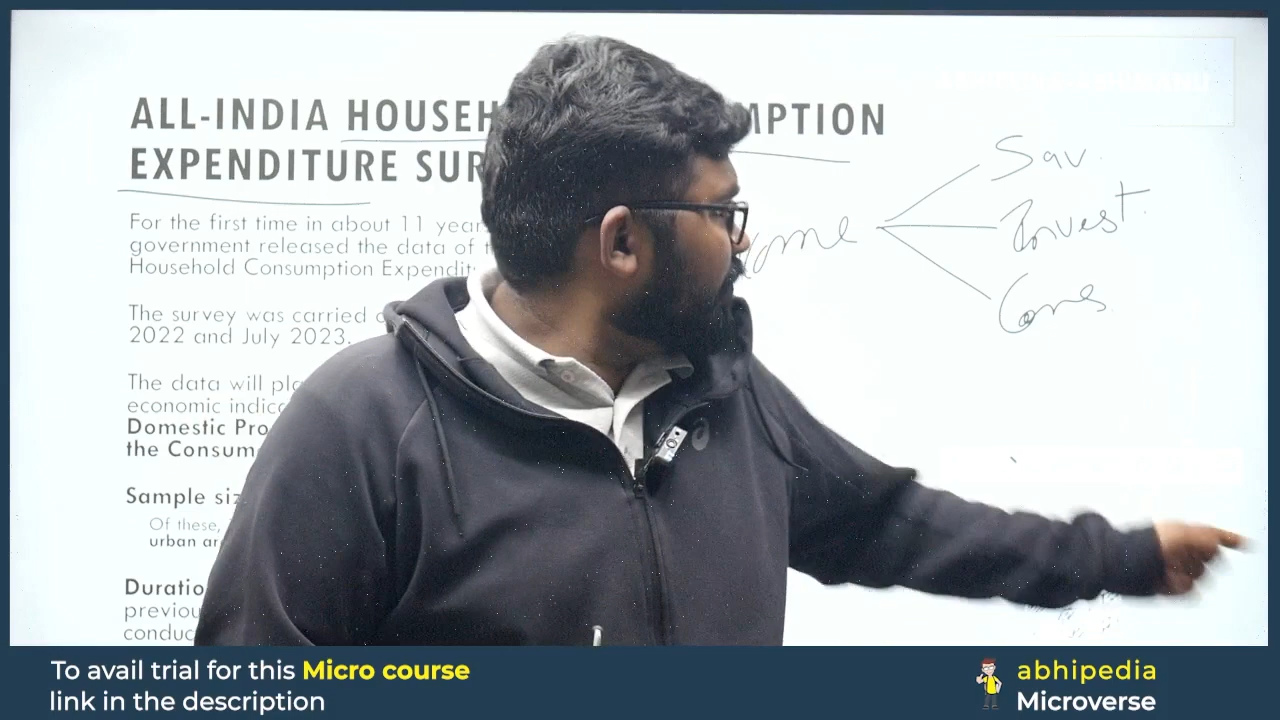 ALL-INDIA HOUSEH MPTION
EXPENDITURE SUR
For the first time in about 11 year
government released the data of t
Household Consumption Expendit
The survey was carried
2022 and July 2023.
The data will pla
economic indic
Domestic Pro
the Consum
Sample siz
Of these,
urban ar
Duratio
previou
conduc
ome
Sav.
Invest.
Cons.
To avail trial for this Micro course
link in the description
abhipedia
Microverse